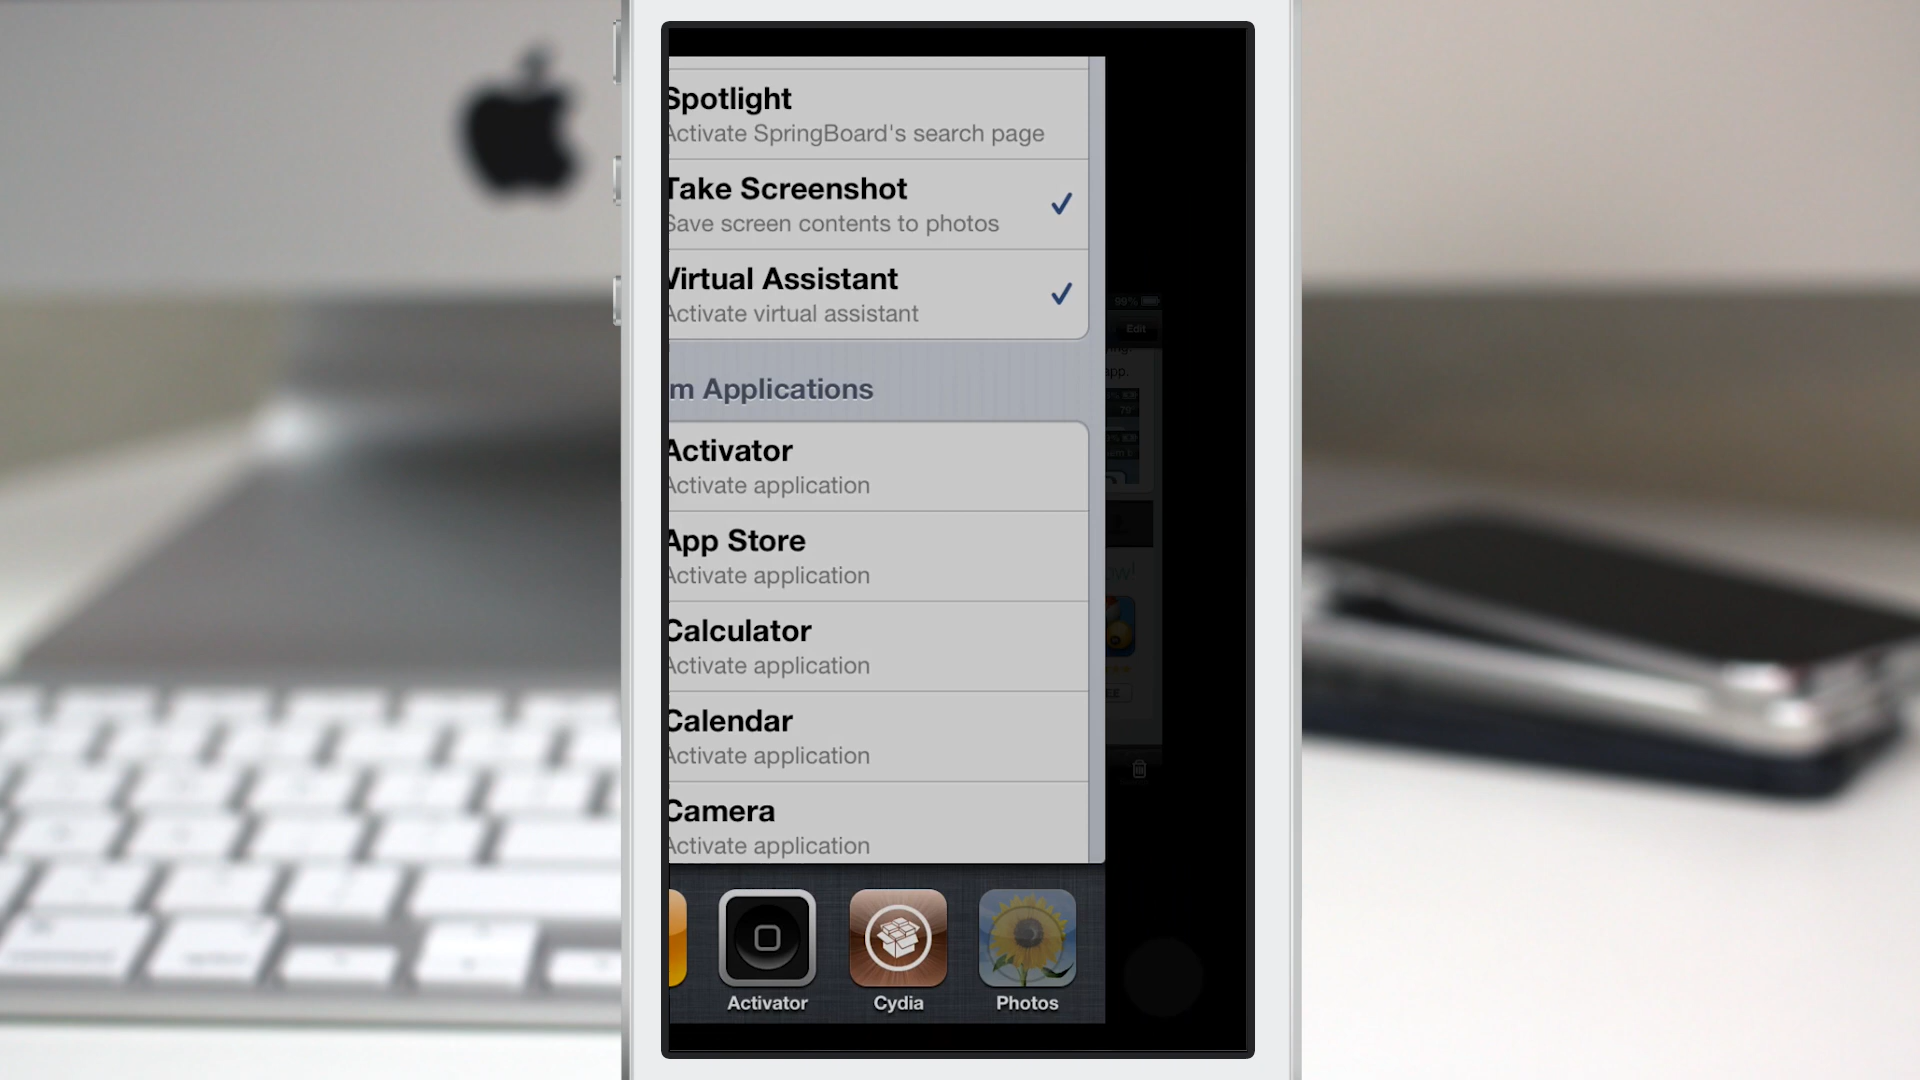 Spotlight
Activate SpringBoard's search page
Take Screenshot
Save screen contents to photos
Virtual Assistant
Activate virtual assistant
99%
Edit
m Applications
app.
Activator
Activate application
App Store
Activate application
Calculator
Activate application
Calendar
Activate application
Camera
Activate application
Activator
Cydia
Photos